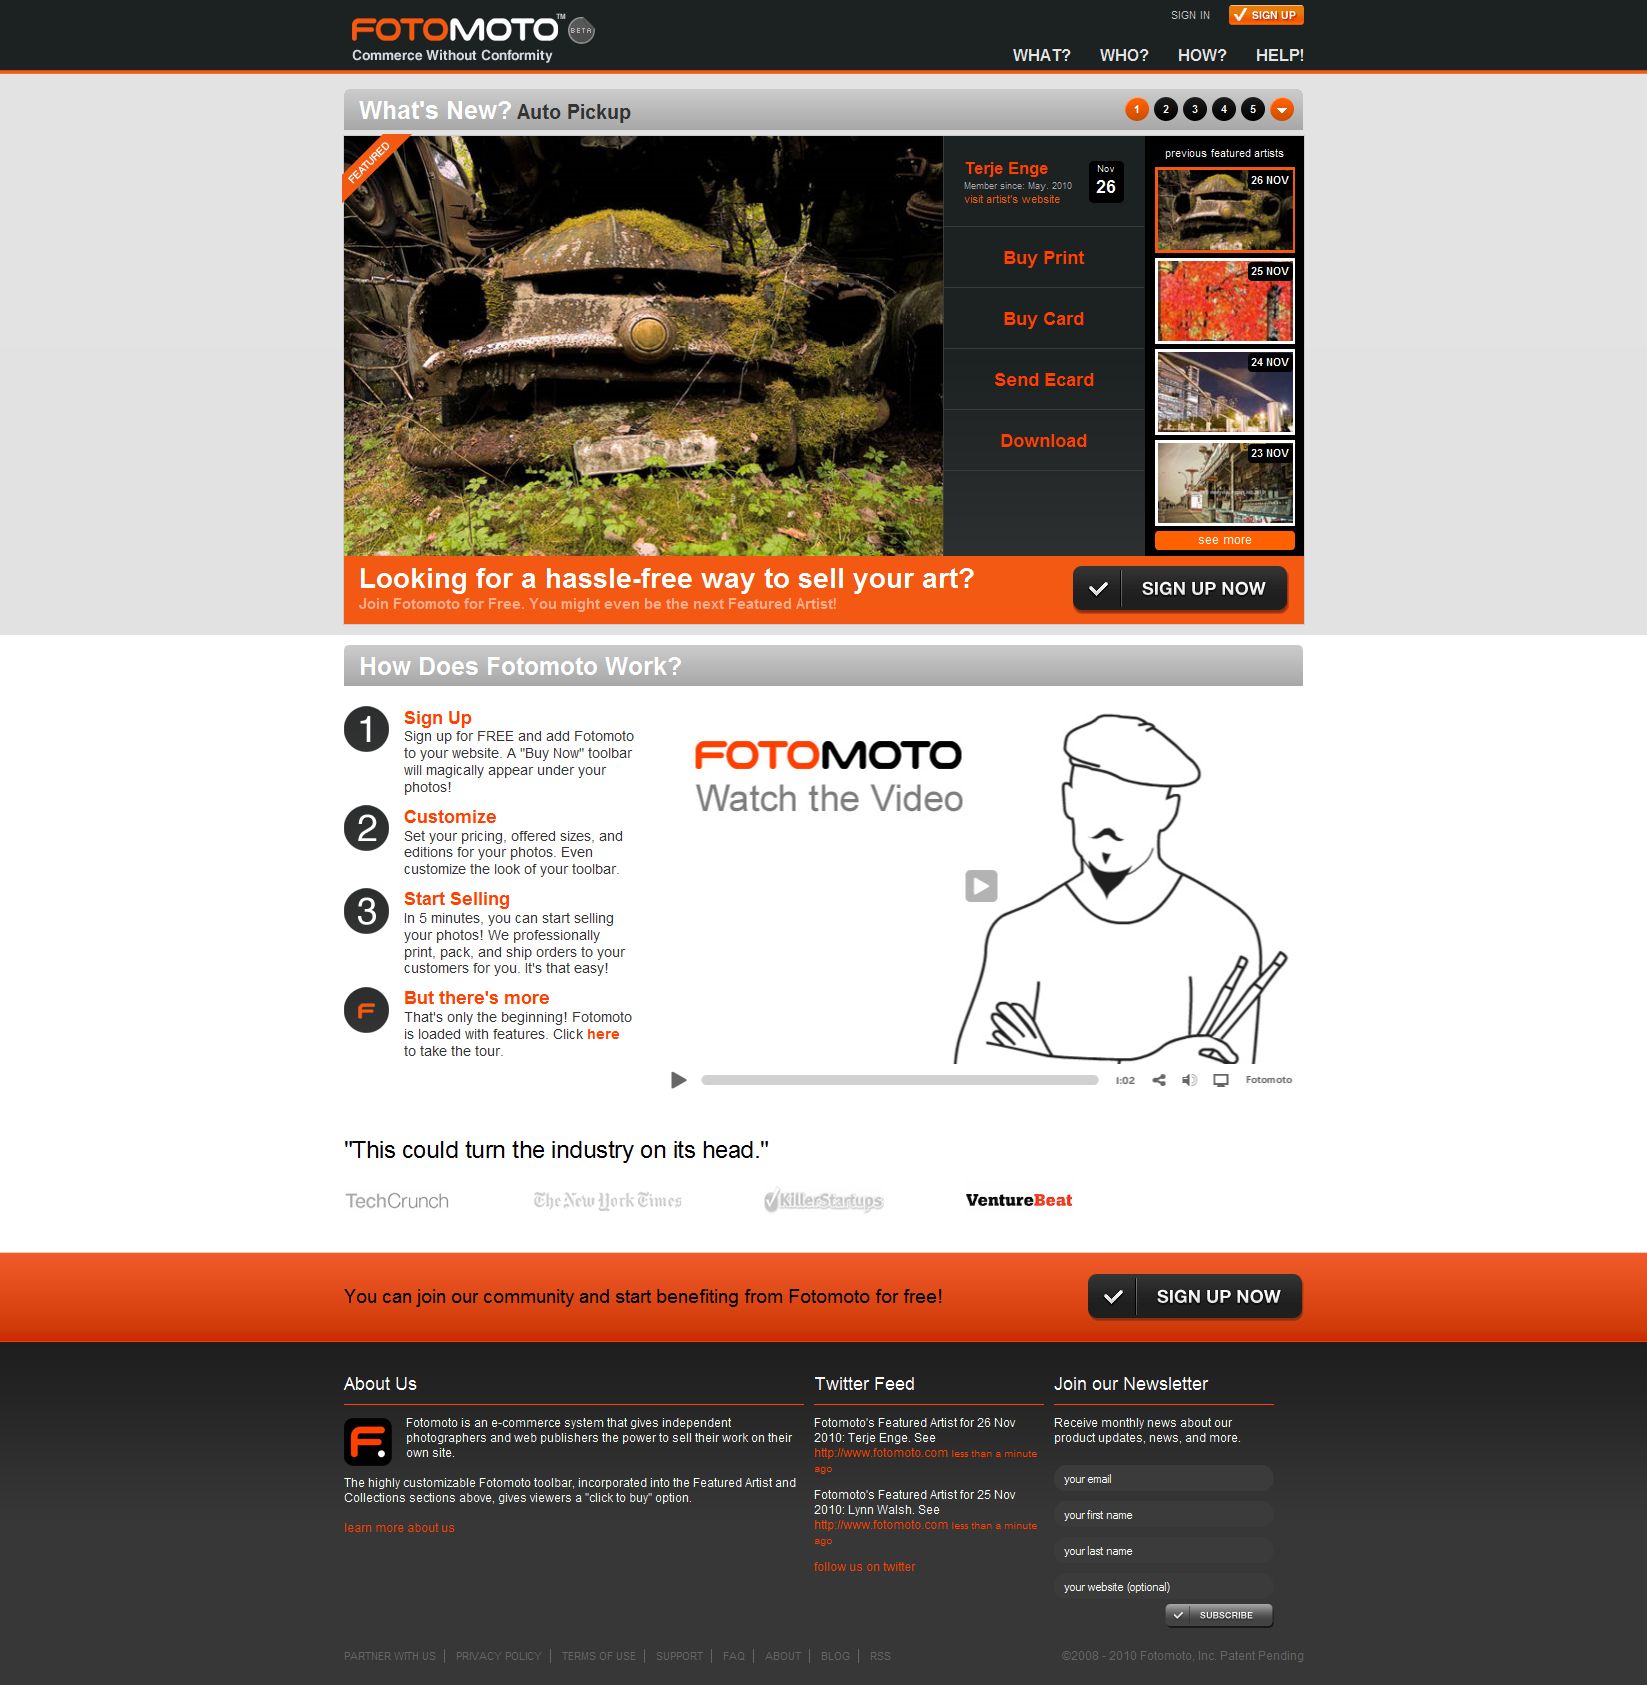 FOTOMOTO™ BETA
Commerce Without Conformity
SIGN IN
SIGN UP
WHAT? WHO? HOW? HELP!
What's New? Auto Pickup
1 2 3 4 5
FEATURED
Terje Enge
Member since: May. 2010
visit artist's website
Nov
26
Buy Print
Buy Card
Send Ecard
Download
previous featured artists
26 NOV
25 NOV
24 NOV
23 NOV
see more
Looking for a hassle-free way to sell your art?
Join Fotomoto for Free. You might even be the next Featured Artist!
SIGN UP NOW
How Does Fotomoto Work?
1
Sign Up
Sign up for FREE and add Fotomoto
to your website. A "Buy Now" toolbar
will magically appear under your
photos!
2
Customize
Set your pricing, offered sizes, and
editions for your photos. Even
customize the look of your toolbar.
3
Start Selling
In 5 minutes, you can start selling
your photos! We professionally
print, pack, and ship orders to your
customers for you. It's that easy!
F
But there's more
That's only the beginning! Fotomoto
is loaded with features. Click here
to take the tour.
FOTOMOTO
Watch the Video
1:02
Fotomoto
"This could turn the industry on its head."
TechCrunch
The New York Times
KillerStartups
VentureBeat
You can join our community and start benefiting from Fotomoto for free!
SIGN UP NOW
About Us
F.
Fotomoto is an e-commerce system that gives independent
photographers and web publishers the power to sell their work on their
own site.
The highly customizable Fotomoto toolbar, incorporated into the Featured Artist and
Collections sections above, gives viewers a "click to buy" option.
learn more about us
Twitter Feed
Fotomoto's Featured Artist for 26 Nov
2010: Terje Enge. See
http://www.fotomoto.com less than a minute
ago
Fotomoto's Featured Artist for 25 Nov
2010: Lynn Walsh. See
http://www.fotomoto.com less than a minute
ago
follow us on twitter
Join our Newsletter
Receive monthly news about our
product updates, news, and more.
your email
your first name
your last name
your website (optional)
SUBSCRIBE
PARTNER WITH US | PRIVACY POLICY | TERMS OF USE | SUPPORT | FAQ | ABOUT | BLOG | RSS
©2008 - 2010 Fotomoto, Inc. Patent Pending